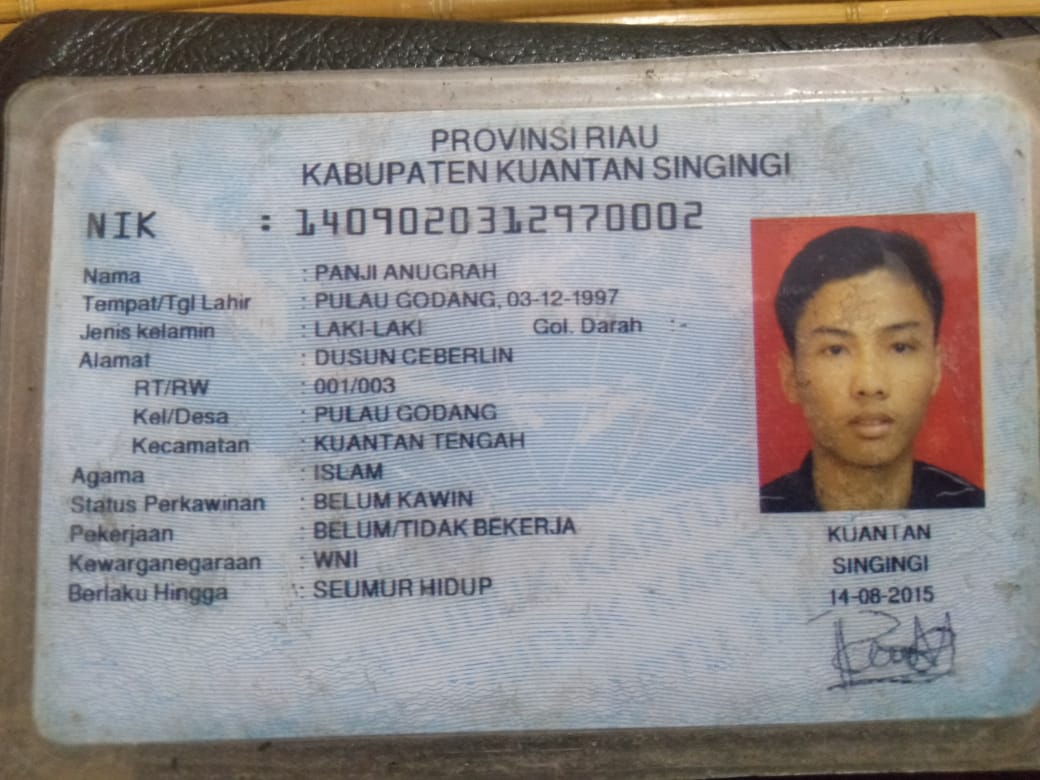 PROVINSI RIAU
KABUPATEN KUANTAN SINGINGI
NIK : 1409020312970002
Nama : PANJI ANUGRAH
Tempat/Tgl Lahir : PULAU GODANG, 03-12-1997
Jenis kelamin : LAKI-LAKI Gol. Darah : -
Alamat : DUSUN CEBERLIN
RT/RW : 001/003
Kel/Desa : PULAU GODANG
Kecamatan : KUANTAN TENGAH
Agama : ISLAM
Status Perkawinan : BELUM KAWIN
Pekerjaan : BELUM/TIDAK BEKERJA
Kewarganegaraan : WNI
Berlaku Hingga : SEUMUR HIDUP
KUANTAN
SINGINGI
14-08-2015